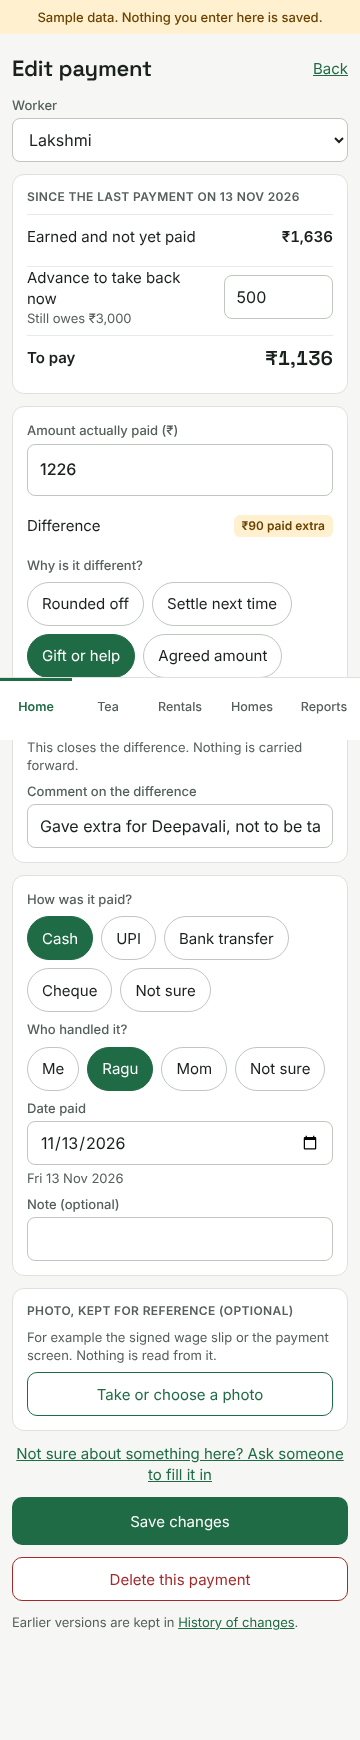 Sample data. Nothing you enter here is saved.
Edit payment
Back
Worker
Lakshmi
SINCE THE LAST PAYMENT ON 13 NOV 2026
Earned and not yet paid
₹1,636
Advance to take back
now
Still owes ₹3,000
500
To pay
₹1,136
Amount actually paid (₹)
1226
Difference
₹90 paid extra
Why is it different?
Rounded off
Settle next time
Gift or help
Agreed amount
Home
Tea
Rentals
Homes
Reports
This closes the difference. Nothing is carried
forward.
Comment on the difference
Gave extra for Deepavali, not to be ta
How was it paid?
Cash
UPI
Bank transfer
Cheque
Not sure
Who handled it?
Me
Ragu
Mom
Not sure
Date paid
11/13/2026
Fri 13 Nov 2026
Note (optional)
PHOTO, KEPT FOR REFERENCE (OPTIONAL)
For example the signed wage slip or the payment
screen. Nothing is read from it.
Take or choose a photo
Not sure about something here? Ask someone
to fill it in
Save changes
Delete this payment
Earlier versions are kept in History of changes.